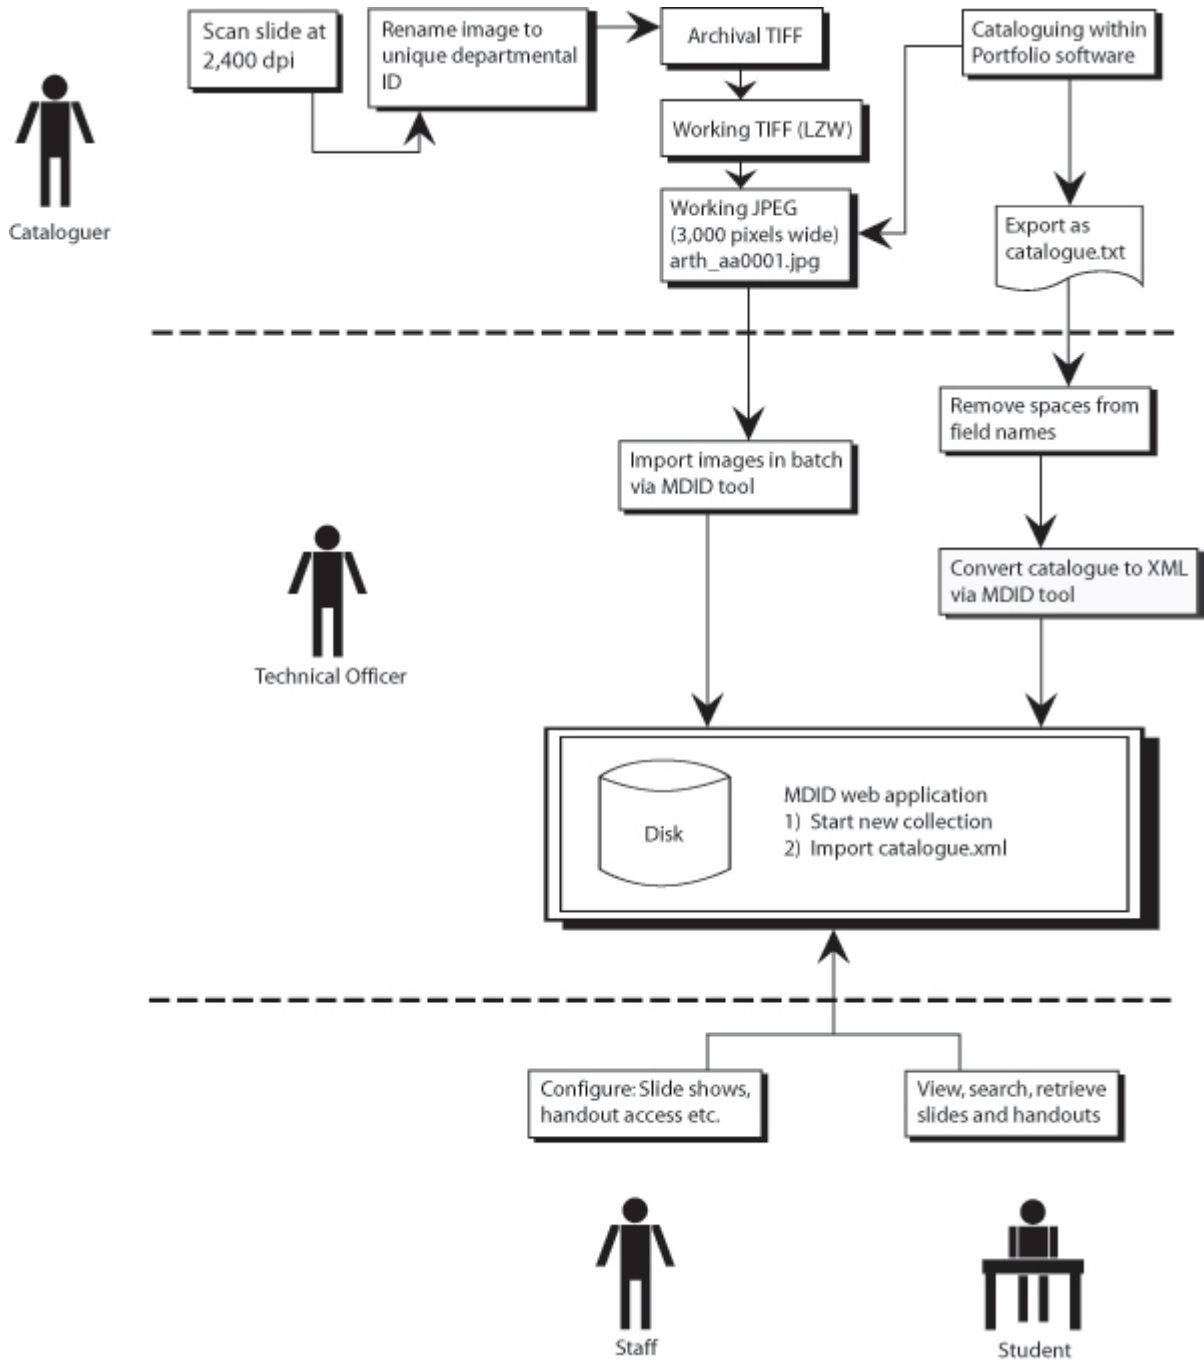 Scan slide at
2,400 dpi
Rename image to
unique departmental
ID
Archival TIFF
Cataloguing within
Portfolio software
Working TIFF (LZW)
Working JPEG
(3,000 pixels wide)
arth_aa0001.jpg
Export as
catalogue.txt
Cataloguer
Remove spaces from
field names
Import images in batch
via MDID tool
Convert catalogue to XML
via MDID tool
Technical Officer
Disk
MDID web application
1) Start new collection
2) Import catalogue.xml
Configure: Slide shows,
handout access etc.
View, search, retrieve
slides and handouts
Staff
Student